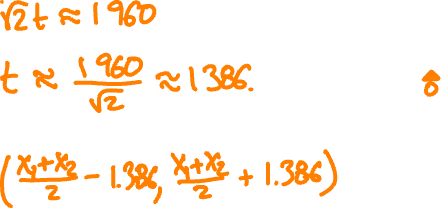 √2 t ≈ 1960
t ≈ 1960/√2 ≈ 1386.
(x₁+x₂/2 - 1.386, x₁+x₂/2 + 1.386)